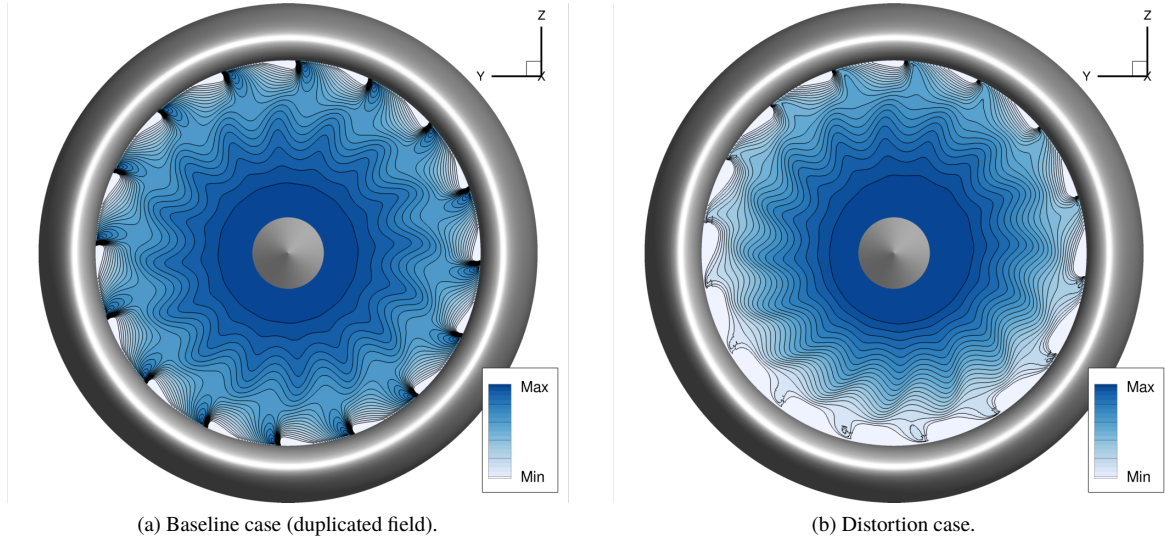 Z
Y
X
Max
Min
(a) Baseline case (duplicated field).
Z
Y
X
Max
Min
(b) Distortion case.